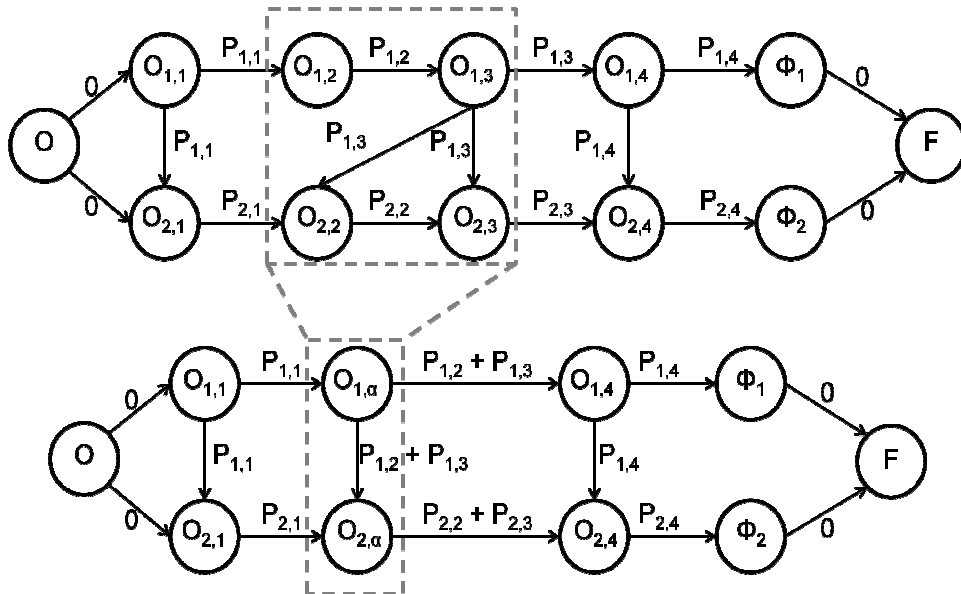 P1,1 P1,2 P1,3 P1,4
0 O1,1 O1,2 O1,3 O1,4 Φ1 0
O P1,1 P1,3 P1,3 P1,4 F
0 P2,1 P2,2 P2,3 P2,4 0
O2,1 O2,2 O2,3 O2,4 Φ2
P1,1 P1,2 + P1,3 P1,4
0 O1,1 O1,α O1,4 Φ1 0
O P1,1 P1,2 + P1,3 P1,4 F
0 P2,1 P2,2 + P2,3 P2,4 0
O2,1 O2,α O2,4 Φ2